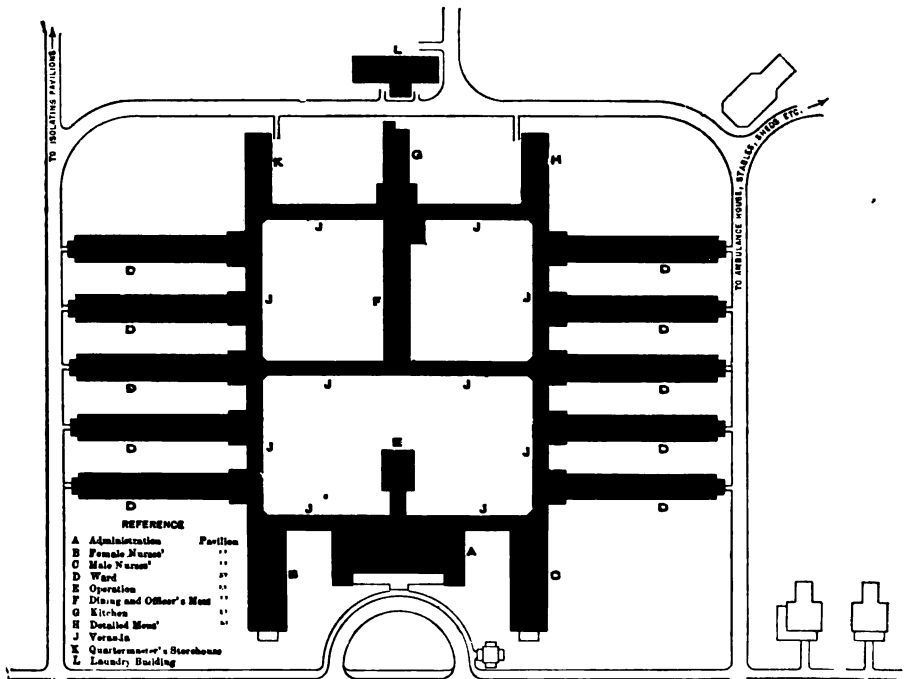 L
TO ISOLATING PAVILIONS
TO AMBULANCE HOUSE, STABLES, SHEDS ETC.
K
G
H
J
J
D
D
J
F
J
D
D
D
D
J
J
D
D
E
J
J
D
D
J
J
REFERENCE
A Administration Pavilion
B Female Nurses' "
C Male Nurses' "
D Ward "
E Operation "
F Dining and Officer's Mess "
G Kitchen "
H Detailed Mens' "
J Veranda
K Quartermaster's Storehouse
L Laundry Building
A
B
C